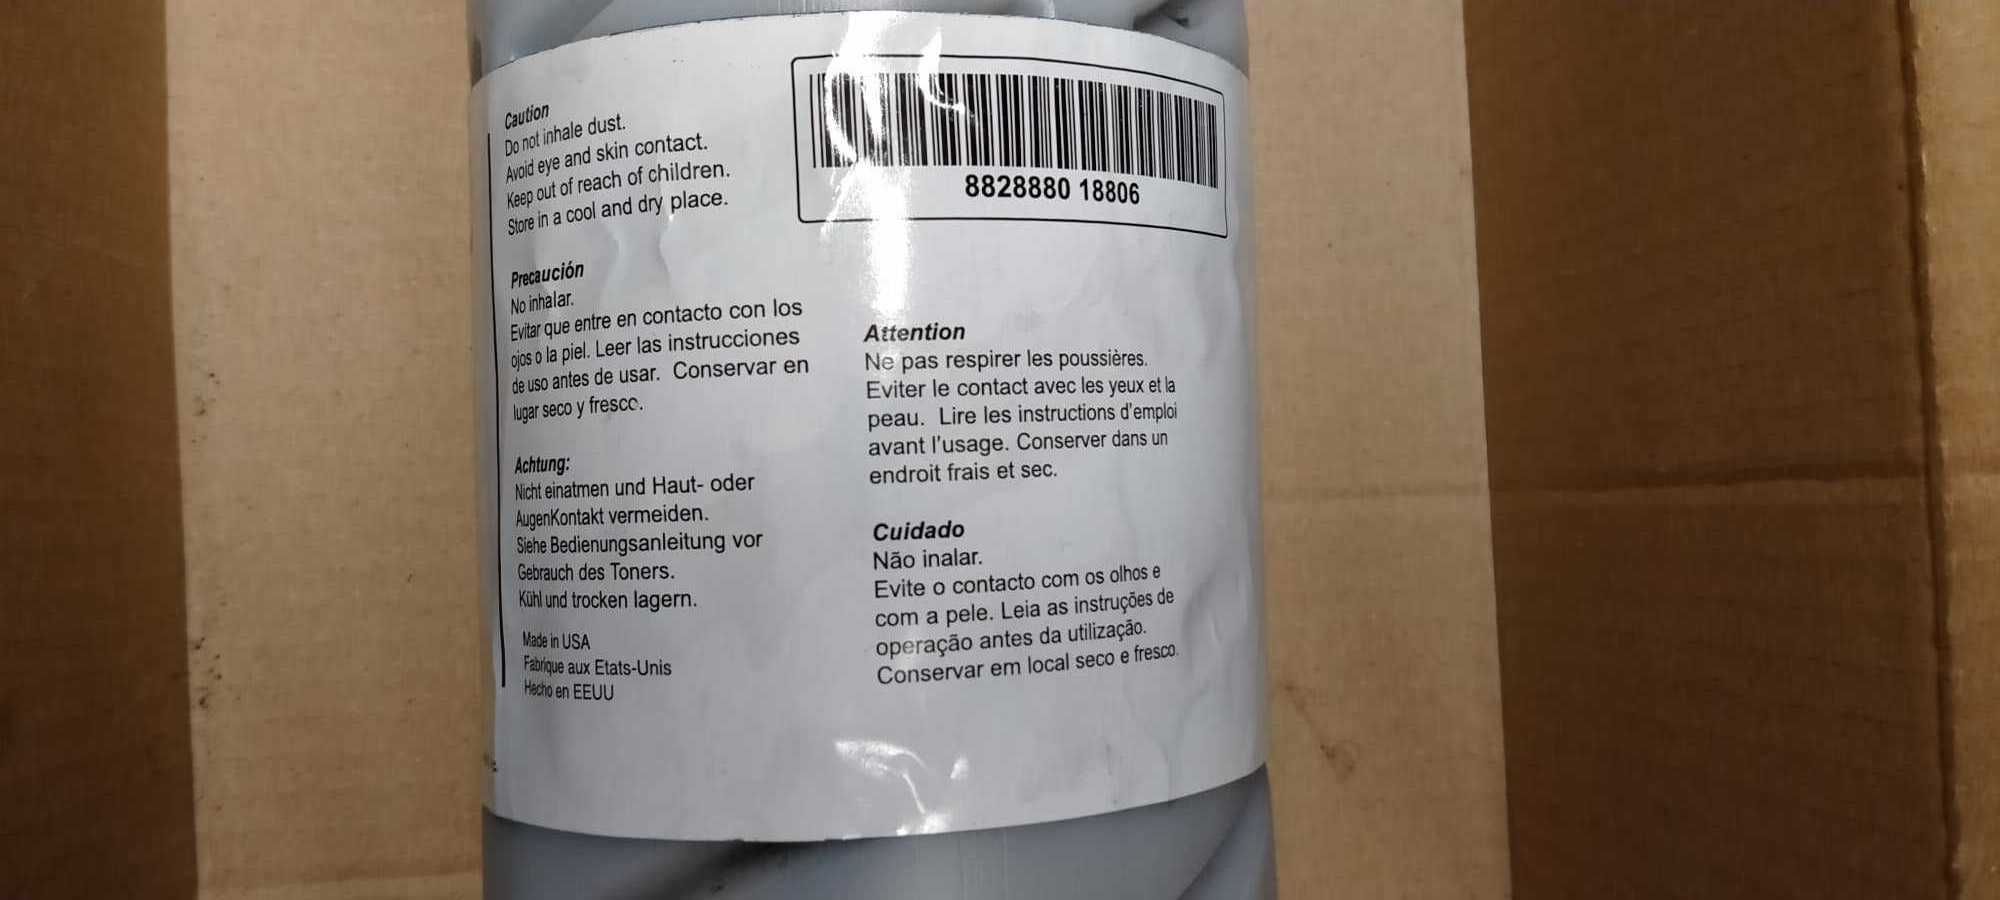 Caution
Do not inhale dust.
Avoid eye and skin contact.
Keep out of reach of children.
Store in a cool and dry place.
Precaución
No inhalar.
Evitar que entre en contacto con los
ojos o la piel. Leer las instrucciones
de uso antes de usar. Conservar en
lugar seco y fresco.
Achtung:
Nicht einatmen und Haut- oder
AugenKontakt vermeiden.
Siehe Bedienungsanleitung vor
Gebrauch des Toners.
Kühl und trocken lagern.
Made in USA
Fabrique aux Etats-Unis
Hecho en EEUU
8828880 18806
Attention
Ne pas respirer les poussières.
Eviter le contact avec les yeux et la
peau. Lire les instructions d'emploi
avant l'usage. Conserver dans un
endroit frais et sec.
Cuidado
Não inalar.
Evite o contacto com os olhos e
com a pele. Leia as instruções de
operação antes da utilização.
Conservar em local seco e fresco.